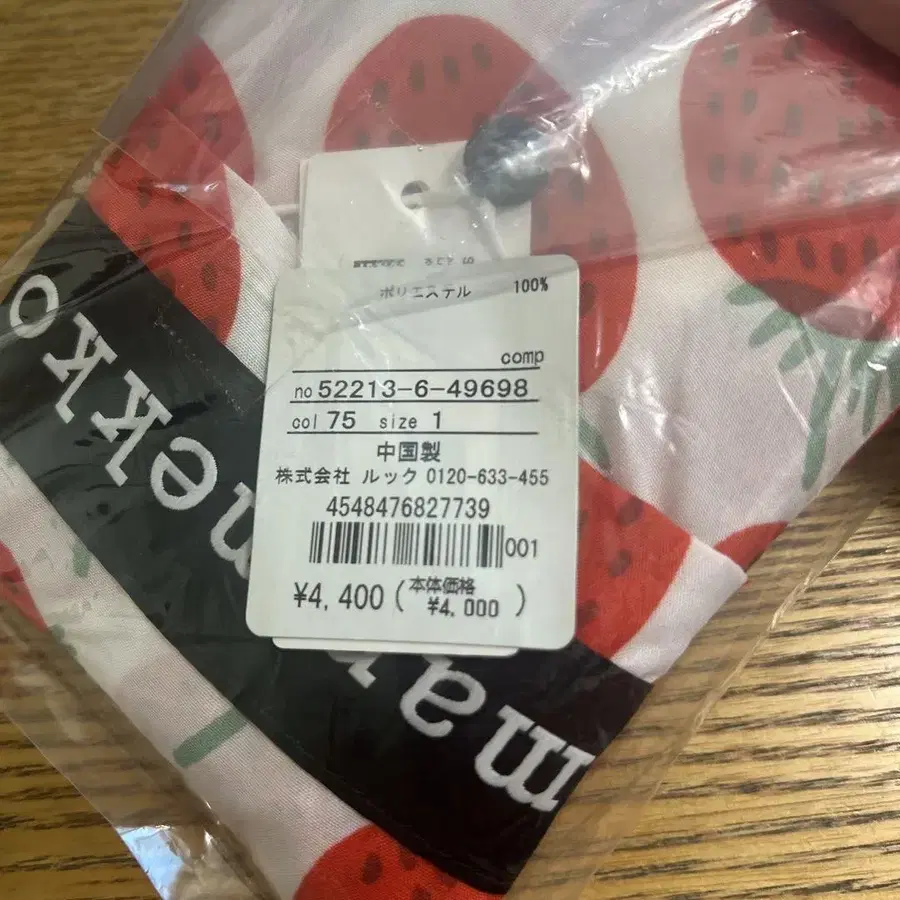 ポリエステル 100%
comp
no 52213-6-49698
col 75 size 1
中国製
株式会社 ルック 0120-633-455
4548476827739
001
¥4,400(本体価格 ¥4,000)
marimekko